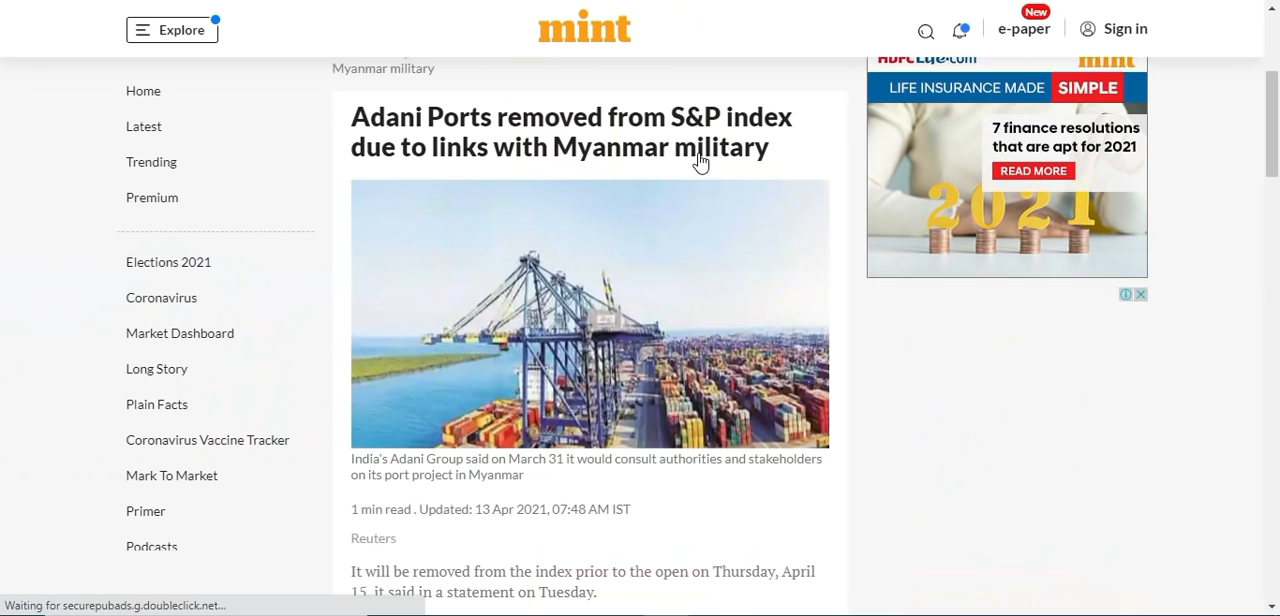 Explore
mint
New
e-paper
Sign in
Myanmar military
Home
Latest
Trending
Premium
Elections 2021
Coronavirus
Market Dashboard
Long Story
Plain Facts
Coronavirus Vaccine Tracker
Mark To Market
Primer
Podcasts
Adani Ports removed from S&P index
due to links with Myanmar military
India's Adani Group said on March 31 it would consult authorities and stakeholders
on its port project in Myanmar
1 min read . Updated: 13 Apr 2021, 07:48 AM IST
Reuters
It will be removed from the index prior to the open on Thursday, April
15, it said in a statement on Tuesday.
HDFC Life.com
mint
LIFE INSURANCE MADE SIMPLE
7 finance resolutions
that are apt for 2021
READ MORE
2021
Waiting for securepubads.g.doubleclick.net...